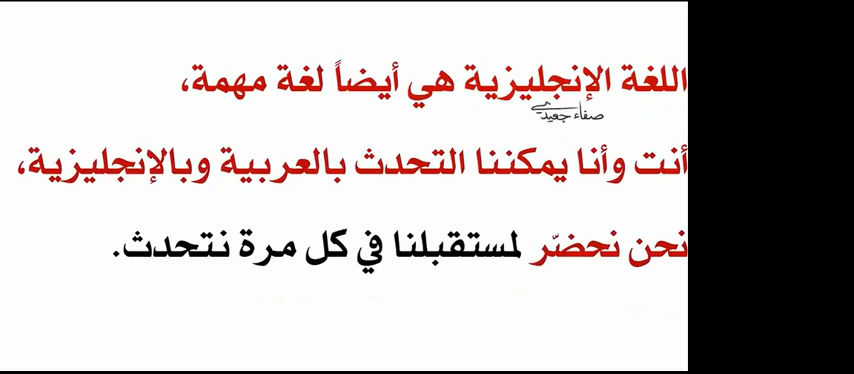 اللغة الإنجليزية هي أيضاً لغة مهمة،
صفاء جعيدي
أنت وأنا يمكننا التحدث بالعربية وبالإنجليزية،
نحن نحضّر لمستقبلنا في كل مرة نتحدث.